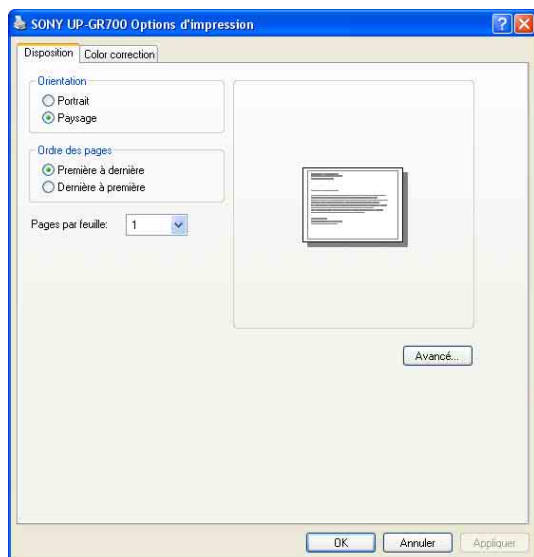 SONY UP-GR700 Options d'impression
Disposition
Color correction
Orientation
Portrait
Paysage
Ordre des pages
Première à dernière
Dernière à première
Pages par feuille:
1
Avancé...
OK
Annuler
Appliquer